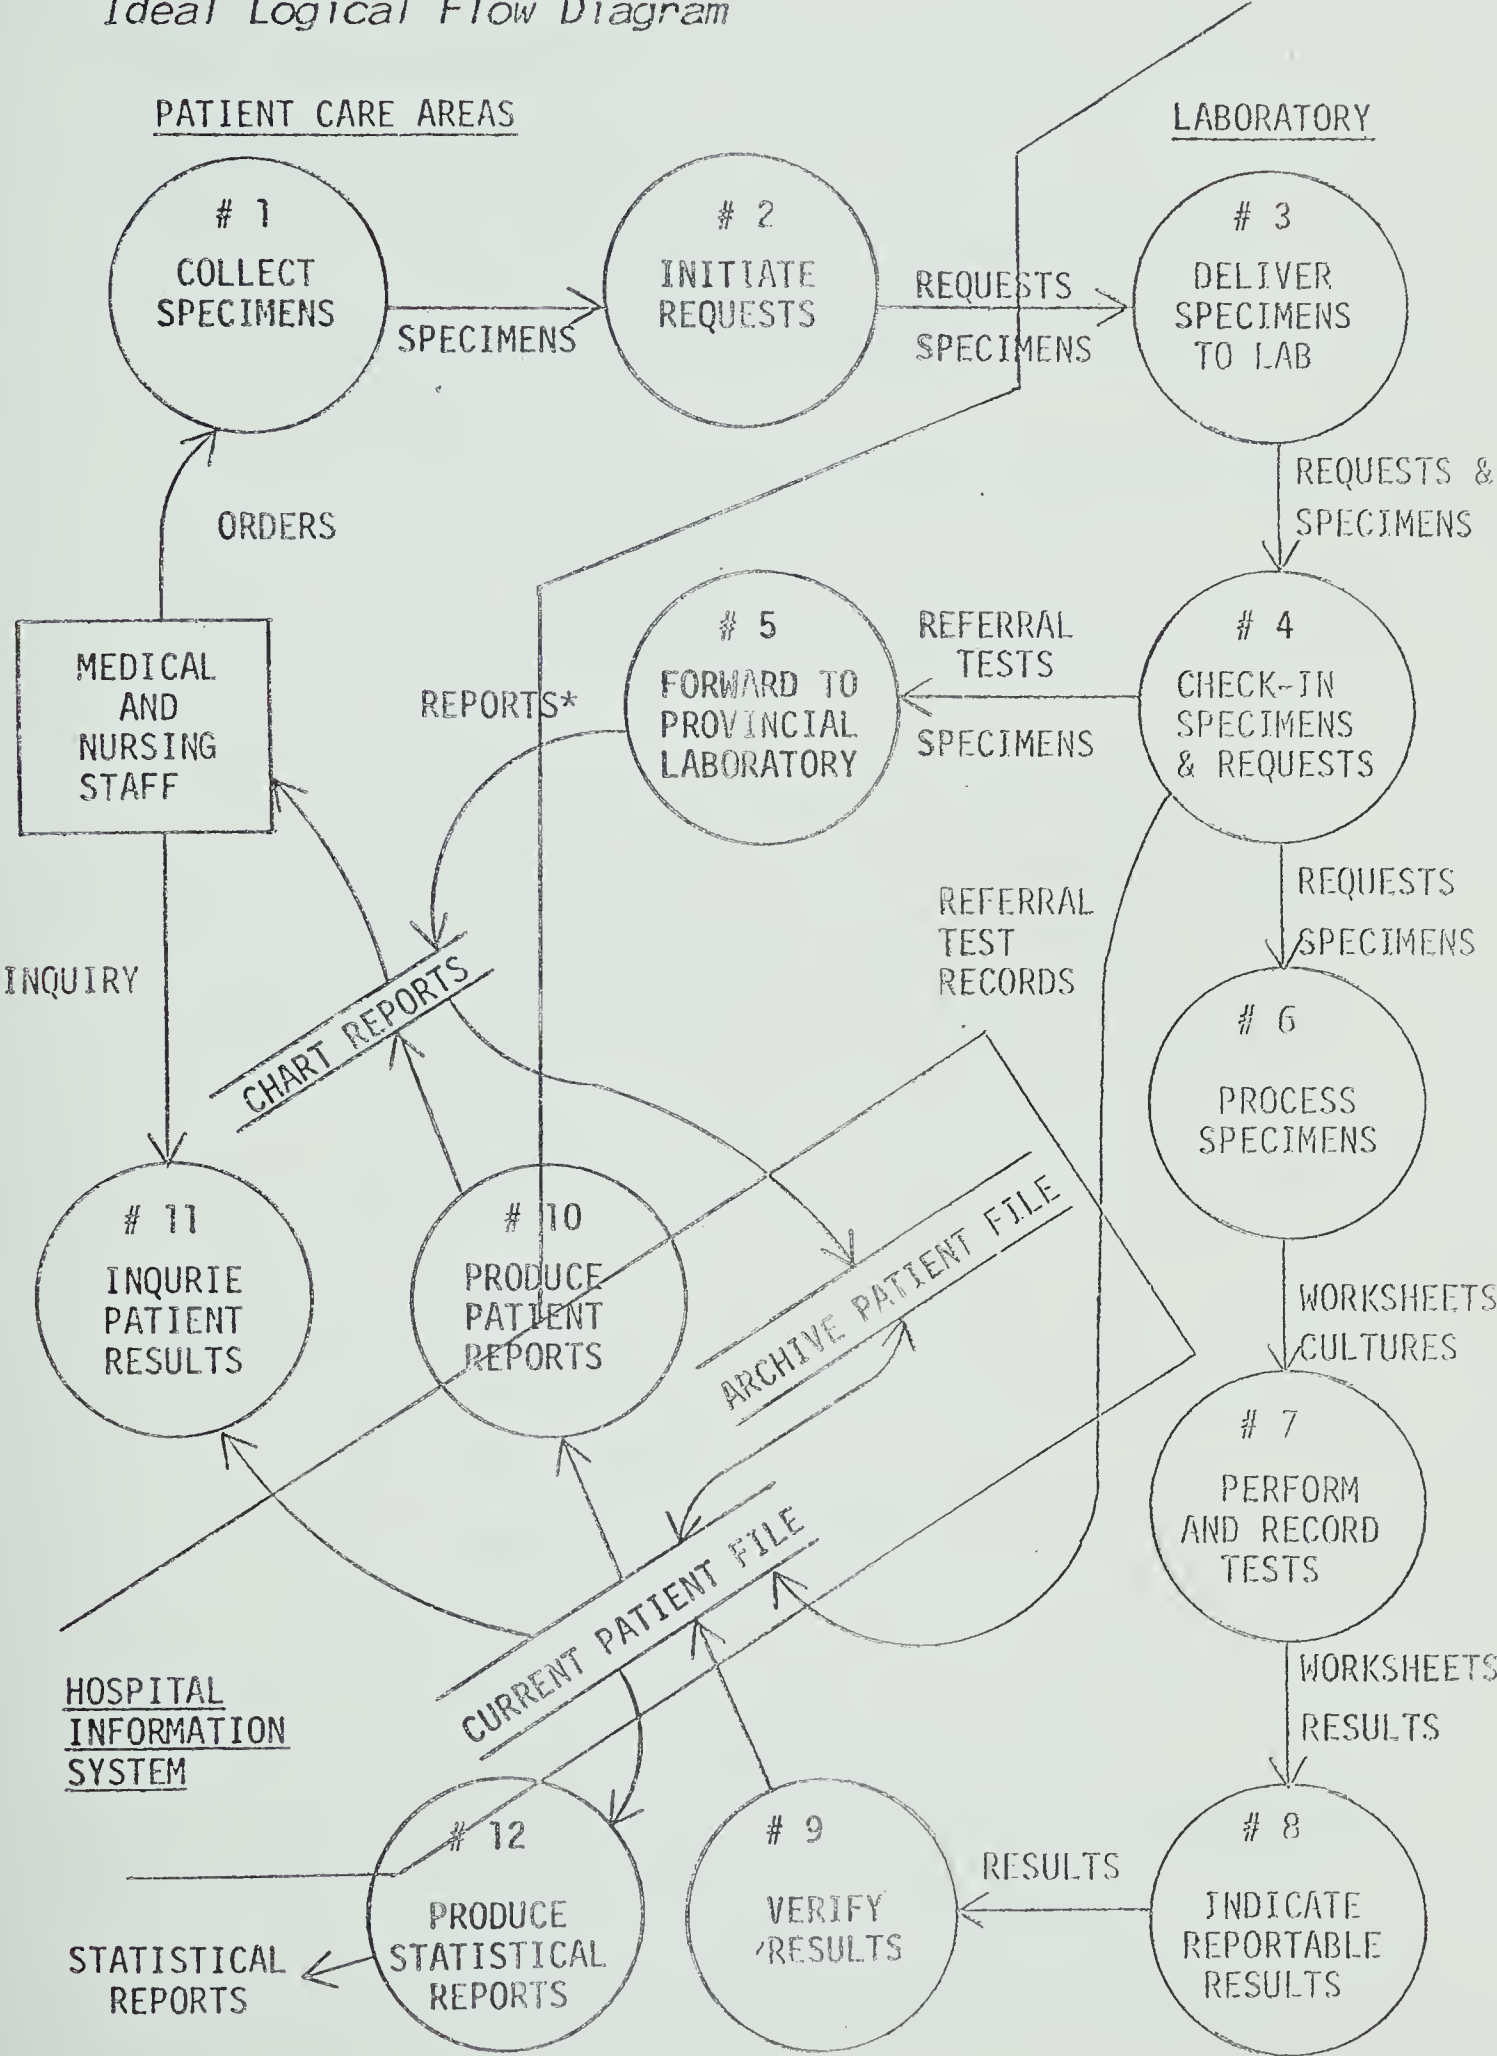 Ideal Logical Flow Diagram
PATIENT CARE AREAS
LABORATORY
# 1
COLLECT
SPECIMENS
SPECIMENS
# 2
INITIATE
REQUESTS
REQUESTS
SPECIMENS
# 3
DELIVER
SPECIMENS
TO LAB
ORDERS
REQUESTS &
SPECIMENS
MEDICAL
AND
NURSING
STAFF
REPORTS*
# 5
FORWARD TO
PROVINCIAL
LABORATORY
REFERRAL
TESTS
SPECIMENS
# 4
CHECK-IN
SPECIMENS
& REQUESTS
INQUIRY
CHART REPORTS
REFERRAL
TEST
RECORDS
REQUESTS
SPECIMENS
# 6
PROCESS
SPECIMENS
# 11
INQURIE
PATIENT
RESULTS
# 10
PRODUCE
PATIENT
REPORTS
ARCHIVE PATIENT FILE
WORKSHEETS
CULTURES
# 7
PERFORM
AND RECORD
TESTS
CURRENT PATIENT FILE
HOSPITAL
INFORMATION
SYSTEM
WORKSHEETS
RESULTS
# 12
PRODUCE
STATISTICAL
REPORTS
STATISTICAL
REPORTS
# 9
VERIFY
RESULTS
RESULTS
# 8
INDICATE
REPORTABLE
RESULTS